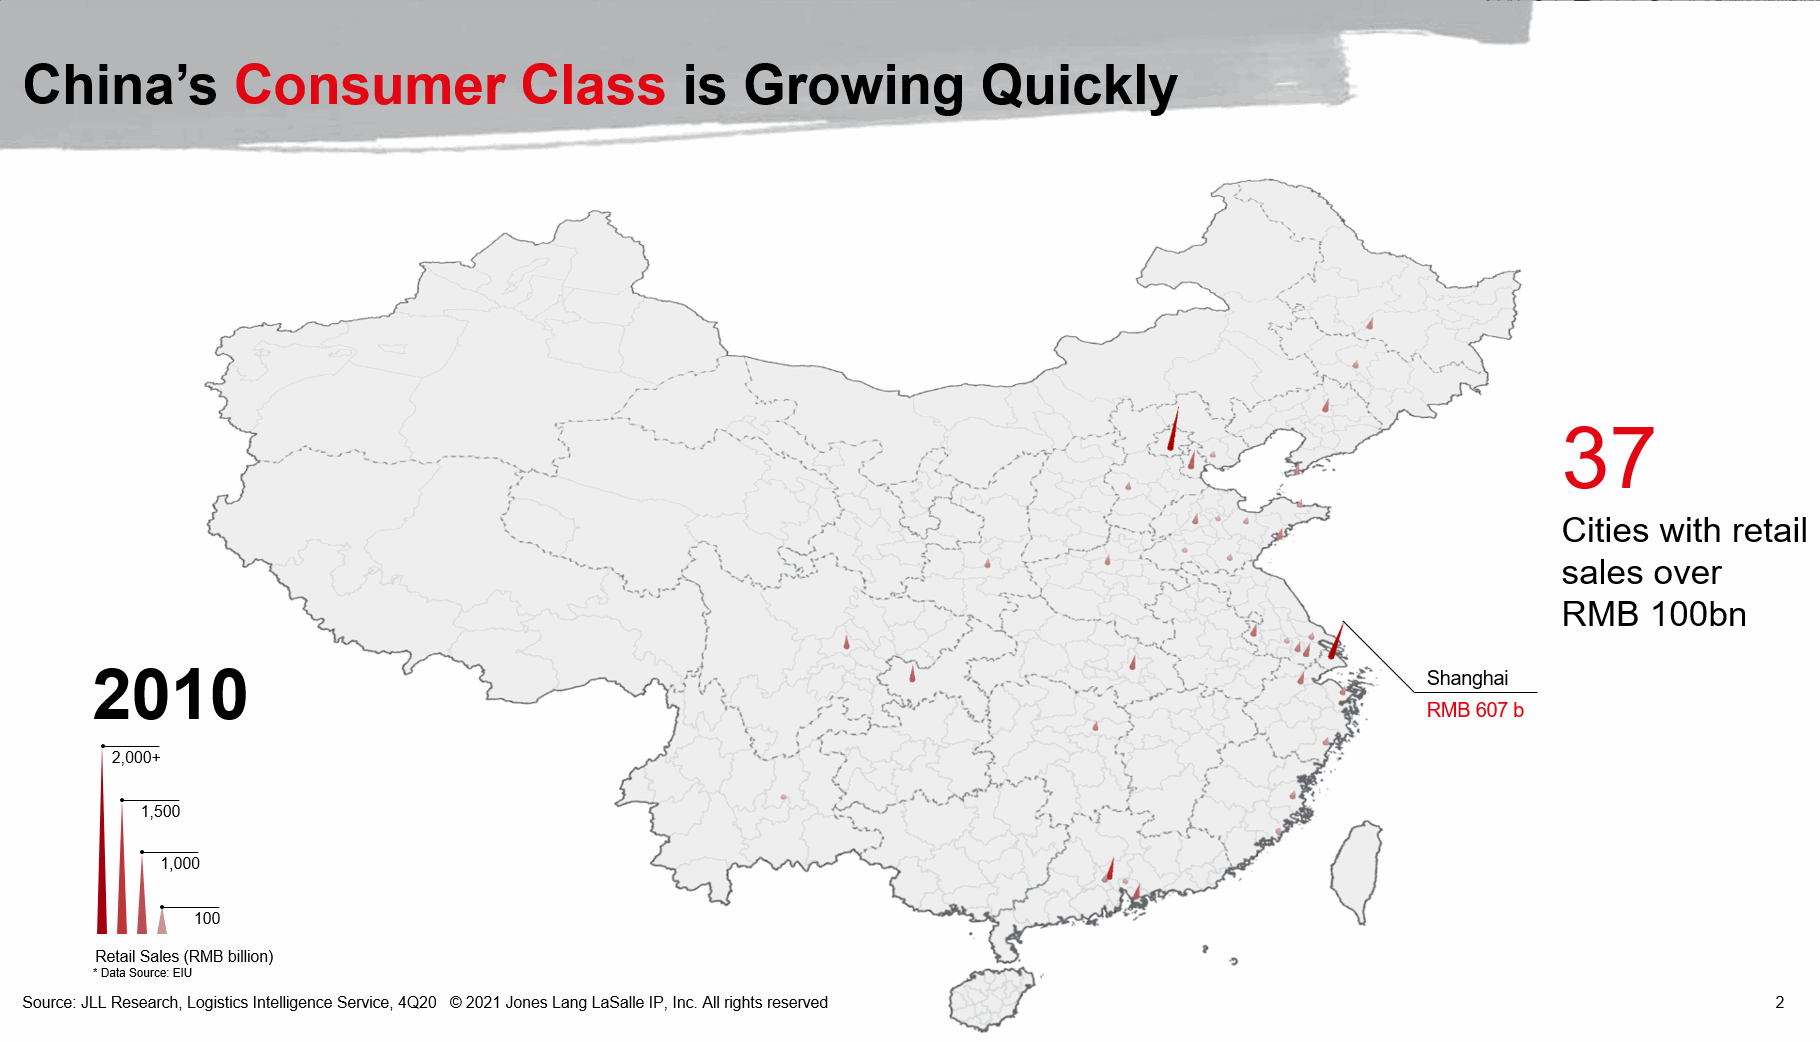 China’s Consumer Class is Growing Quickly
37
Cities with retail
sales over
RMB 100bn
Shanghai
RMB 607 b
2010
2,000+
1,500
1,000
100
Retail Sales (RMB billion)
* Data Source: EIU
Source: JLL Research, Logistics Intelligence Service, 4Q20 © 2021 Jones Lang LaSalle IP, Inc. All rights reserved
2